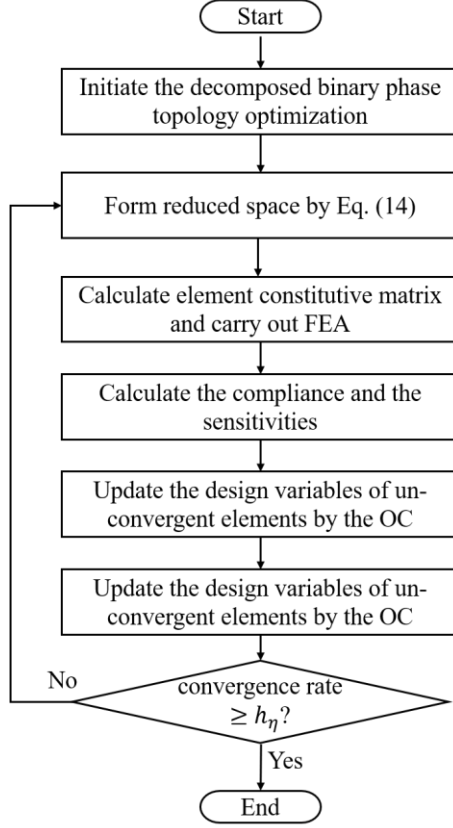 Start
Initiate the decomposed binary phase
topology optimization
Form reduced space by Eq. (14)
Calculate element constitutive matrix
and carry out FEA
Calculate the compliance and the
sensitivities
Update the design variables of un-
convergent elements by the OC
Update the design variables of un-
convergent elements by the OC
No
convergence rate
≥ hη?
Yes
End